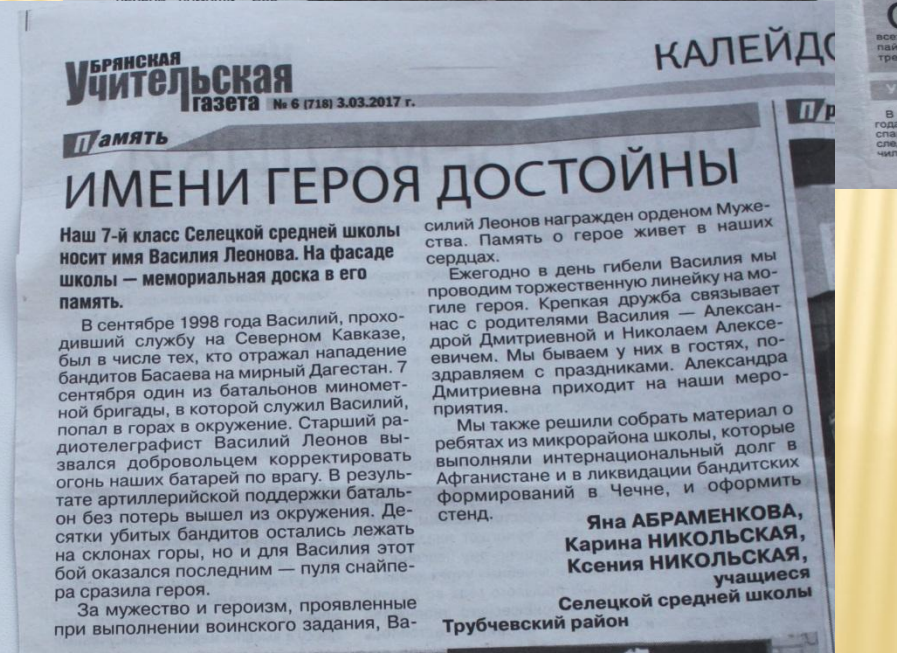 БРЯНСКАЯ
Учительская
газета № 6 (718) 3.03.2017 г.
КАЛЕЙДО
Память
ИМЕНИ ГЕРОЯ ДОСТОЙНЫ
Наш 7-й класс Селецкой средней школы
носит имя Василия Леонова. На фасаде
школы — мемориальная доска в его
память.
В сентябре 1998 года Василий, прохо-
дивший службу на Северном Кавказе,
был в числе тех, кто отражал нападение
бандитов Басаева на мирный Дагестан. 7
сентября один из батальонов миномет-
ной бригады, в которой служил Василий,
попал в горах в окружение. Старший ра-
диотелеграфист Василий Леонов вы-
звался добровольцем корректировать
огонь наших батарей по врагу. В резуль-
тате артиллерийской поддержки баталь-
он без потерь вышел из окружения. Де-
сятки убитых бандитов остались лежать
на склонах горы, но и для Василия этот
бой оказался последним — пуля снайпе-
ра сразила героя.
За мужество и героизм, проявленные
при выполнении воинского задания, Ва-
силий Леонов награжден орденом Муже-
ства. Память о герое живет в наших
сердцах.
Ежегодно в день гибели Василия мы
проводим торжественную линейку на мо-
гиле героя. Крепкая дружба связывает
нас с родителями Василия — Алексан-
дрой Дмитриевной и Николаем Алексе-
евичем. Мы бываем у них в гостях, по-
здравляем с праздниками. Александра
Дмитриевна приходит на наши меро-
приятия.
Мы также решили собрать материал о
ребятах из микрорайона школы, которые
выполняли интернациональный долг в
Афганистане и в ликвидации бандитских
формирований в Чечне, и оформить
стенд.
Яна АБРАМЕНКОВА,
Карина НИКОЛЬСКАЯ,
Ксения НИКОЛЬСКАЯ,
учащиеся
Селецкой средней школы
Трубчевский район